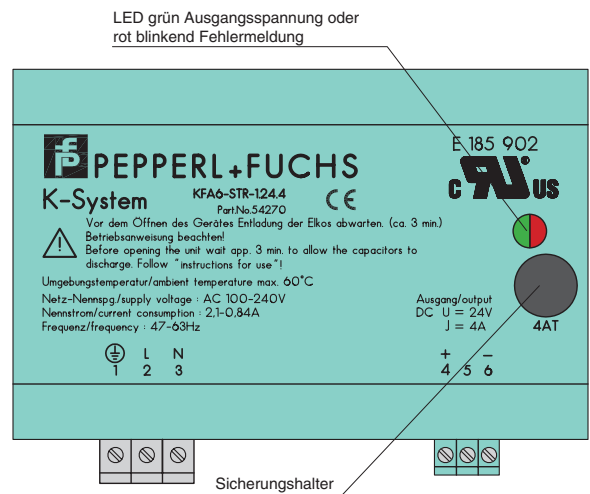 LED grün Ausgangsspannung oder
rot blinkend Fehlermeldung
PEPPERL+FUCHS
E 185 902
c RU US
K-System
KFA6-STR-1.24.4
Part.No.54270
CE
Vor dem Öffnen des Gerätes Entladung der Elkos abwarten. (ca. 3 min.)
Betriebsanweisung beachten!
Before opening the unit wait app. 3 min. to allow the capacitors to
discharge. Follow "instructions for use"!
Umgebungstemperatur/ambient temperature max. 60°C
Netz-Nennspg./supply voltage : AC 100-240V
Nennstrom/current consumption : 2,1-0,84A
Frequenz/frequency : 47-63Hz
Ausgang/output
DC U = 24V
J = 4A
4AT
L N
1 2 3
+ –
4 5 6
Sicherungshalter